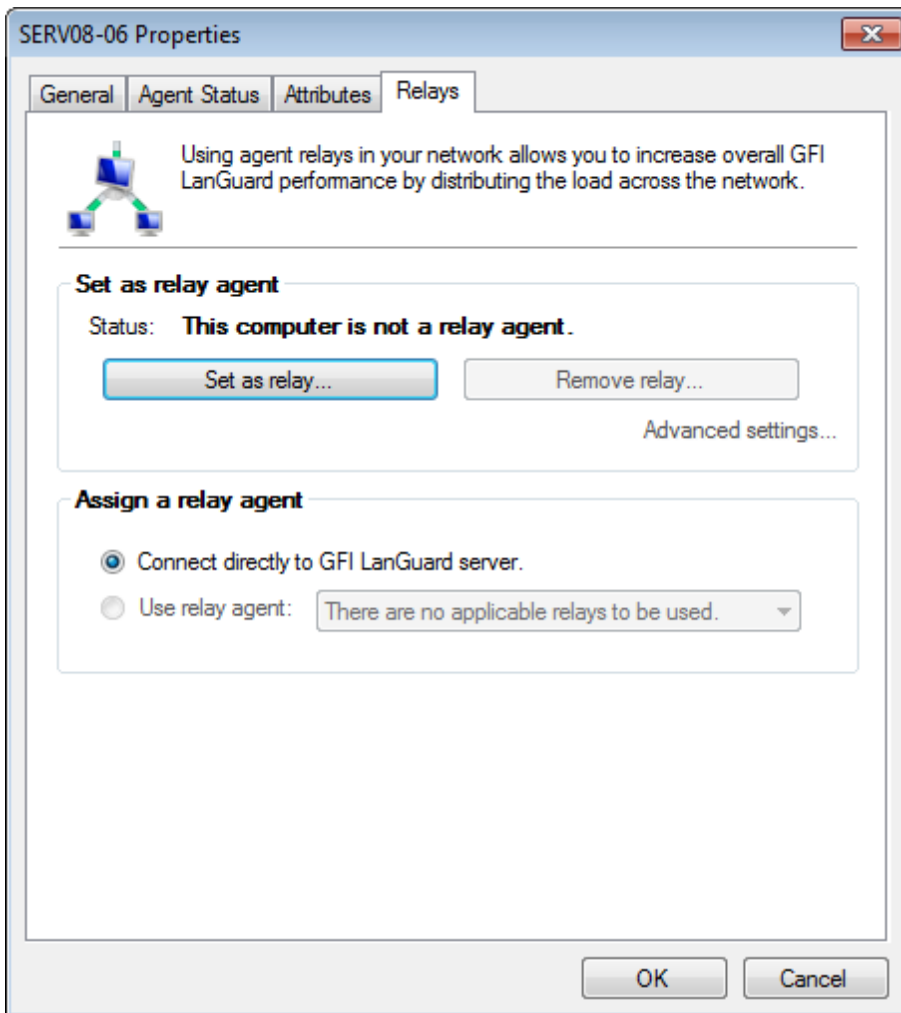 SERV08-06 Properties
General Agent Status Attributes Relays
Using agent relays in your network allows you to increase overall GFI
LanGuard performance by distributing the load across the network.
Set as relay agent
Status: This computer is not a relay agent.
Set as relay... Remove relay...
Advanced settings...
Assign a relay agent
Connect directly to GFI LanGuard server.
Use relay agent: There are no applicable relays to be used.
OK Cancel